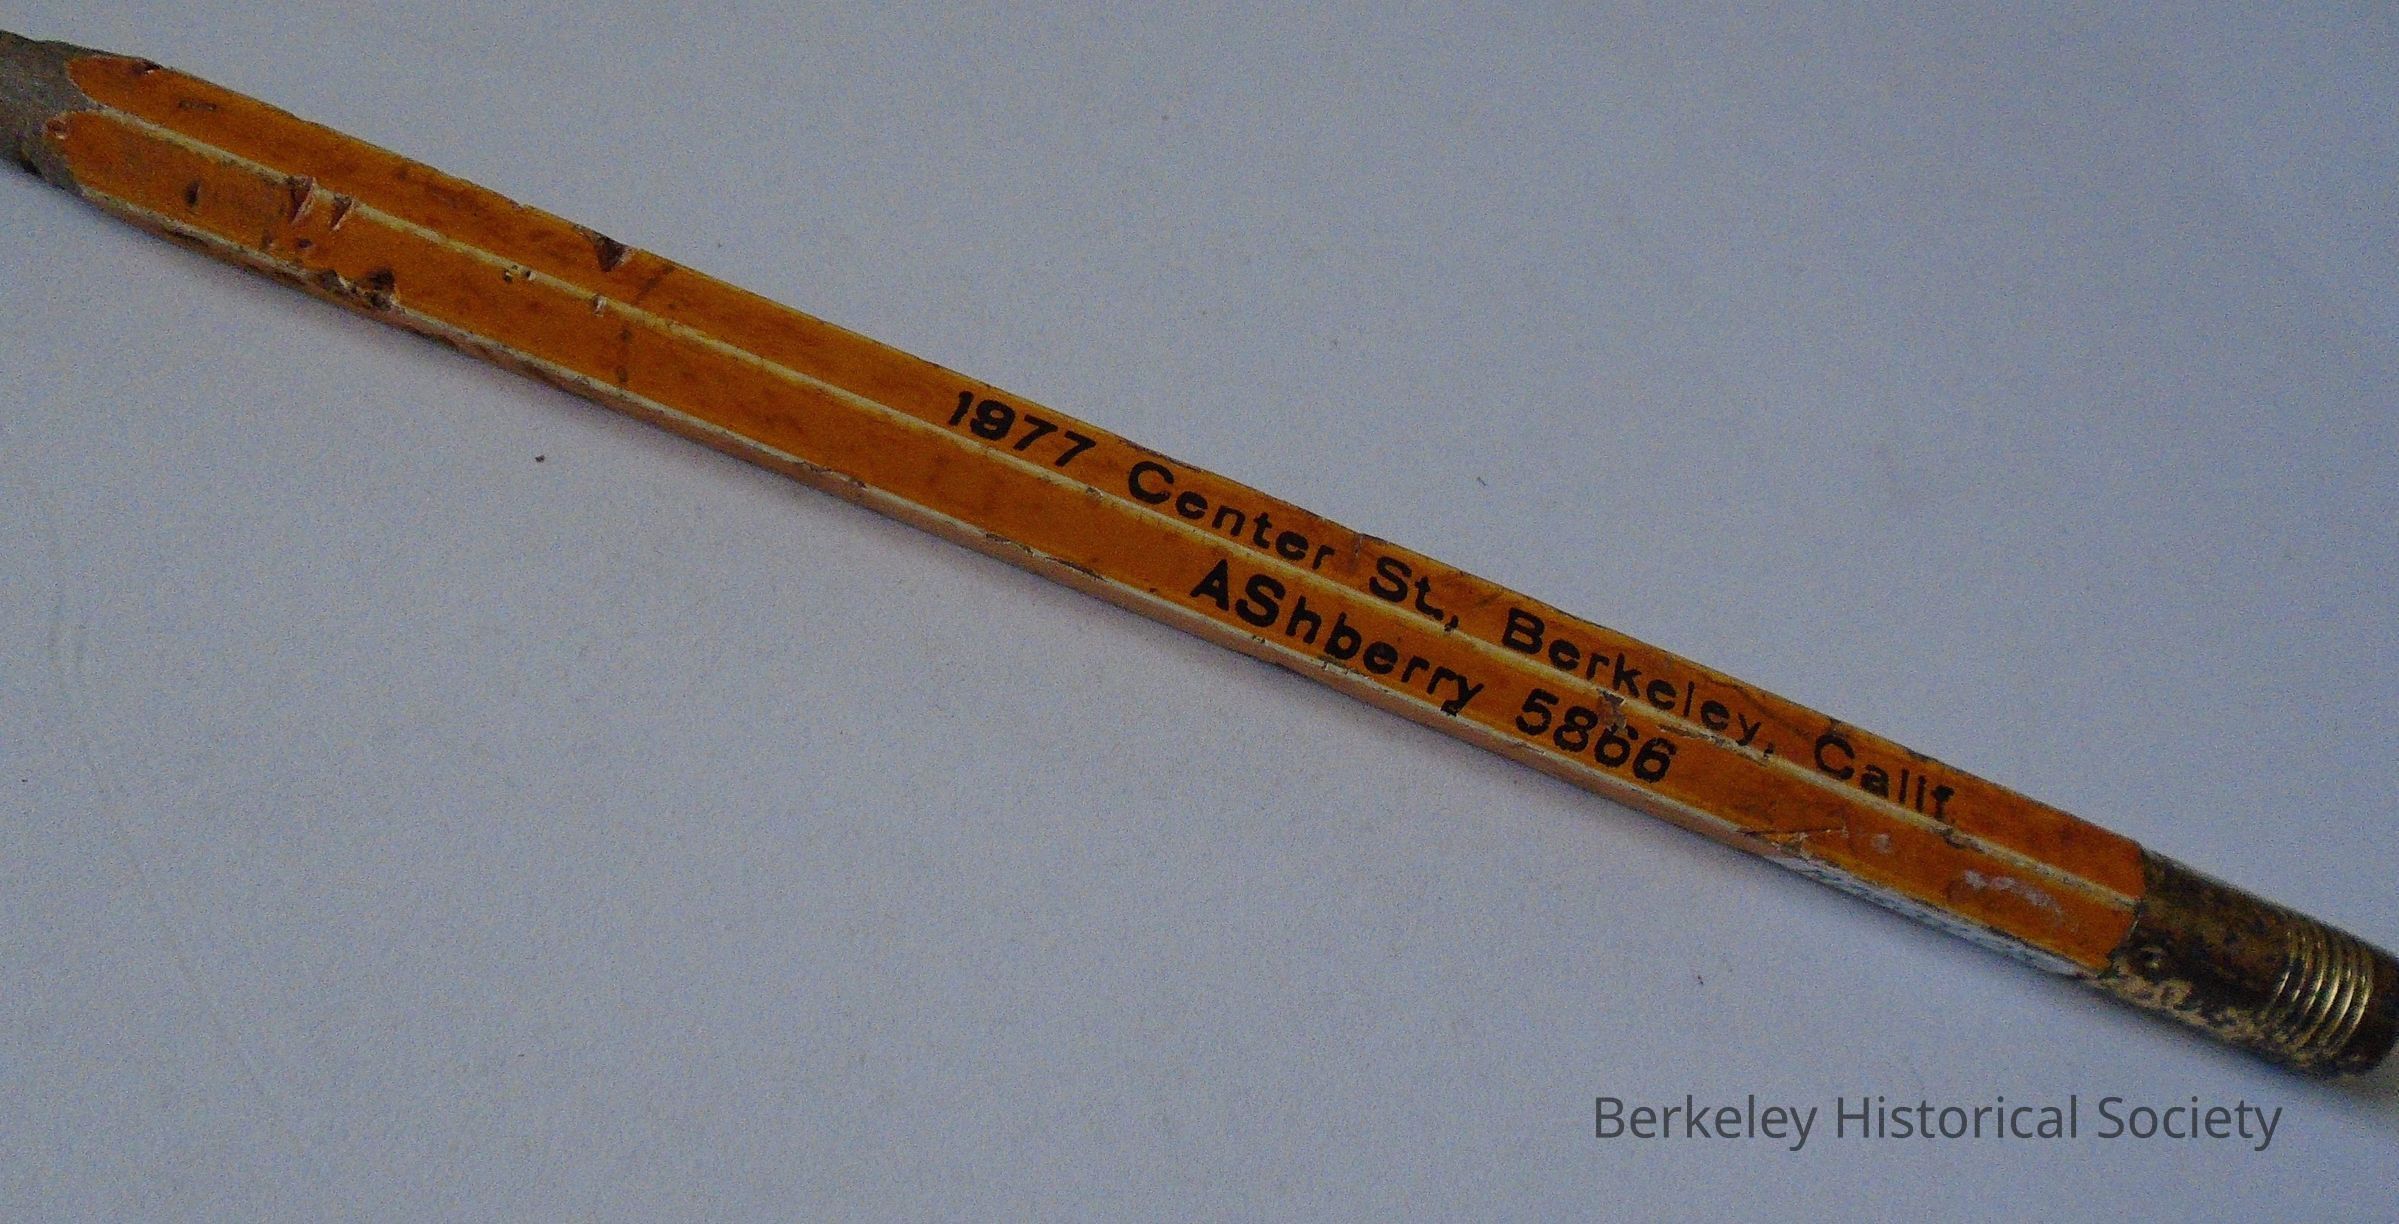 1977 Center St., Berkeley, Calif.
AShberry 5866
Berkeley Historical Society